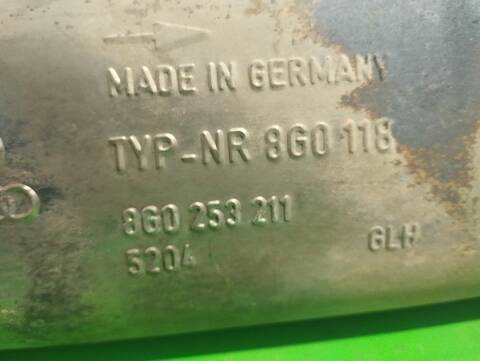 MADE IN GERMANY
TYP-NR 8G0 118
8G0 253 211
5204
GLH